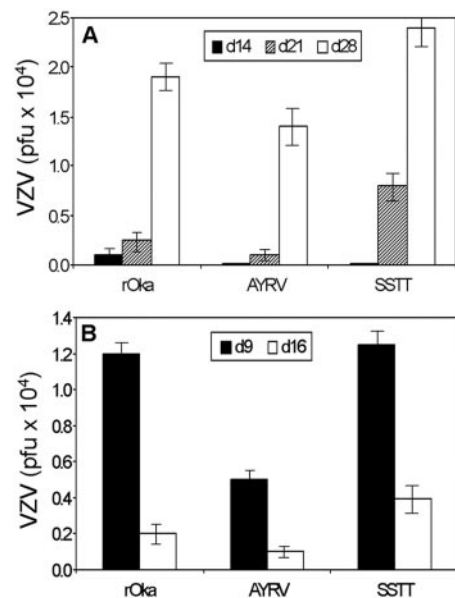 A
d14 d21 d28
VZV (pfu x 10⁴)
2.5
2.0
1.5
1.0
0.5
0.0
rOka AYRV SSTT
B
d9 d16
VZV (pfu x 10⁴)
1.4
1.2
1.0
0.8
0.6
0.4
0.2
0.0
rOka AYRV SSTT